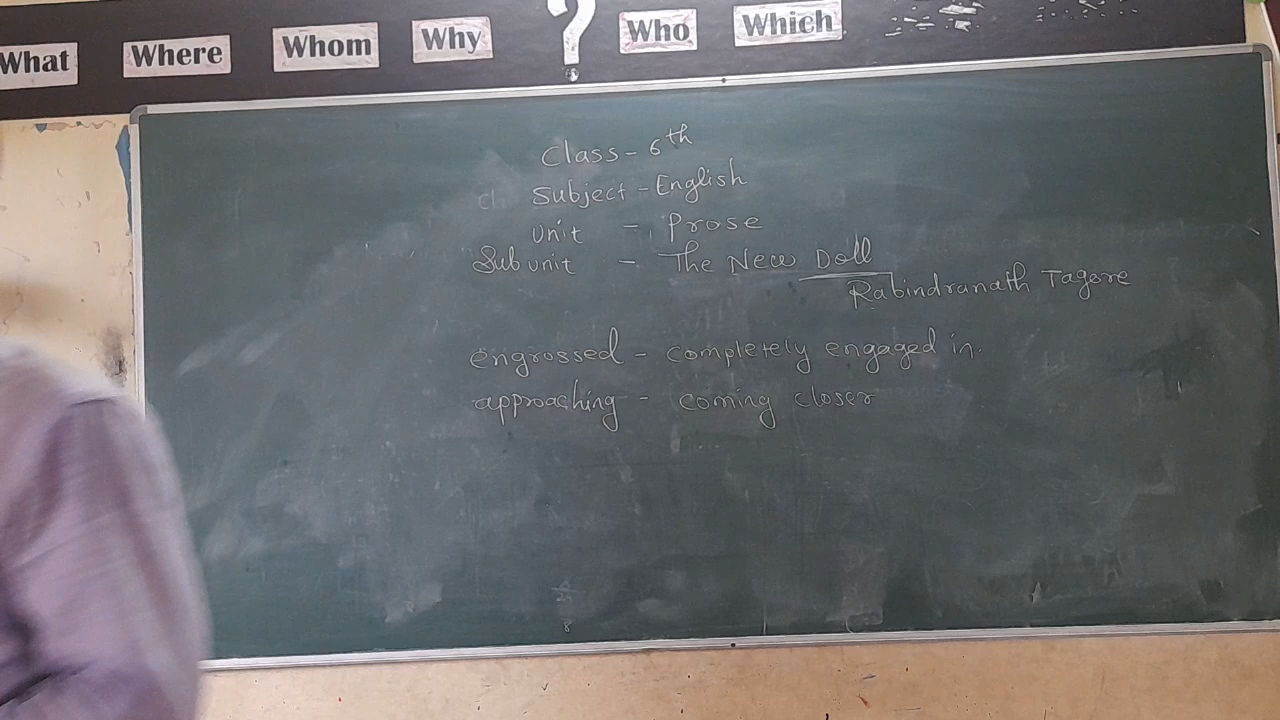 What Where Whom Why ? Who Which
Class - 6th
Subject - English
Unit - Prose
Sub unit - The New Doll
Rabindranath Tagore
engrossed - completely engaged in.
approaching - coming closer